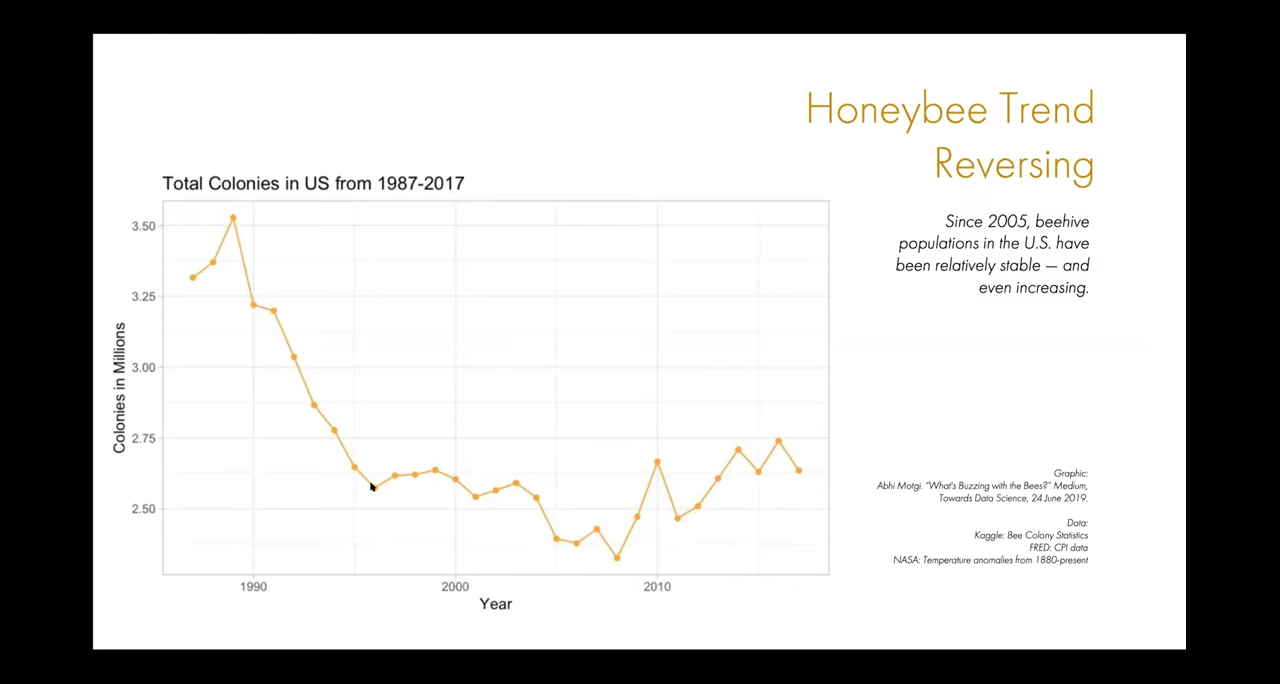 Honeybee Trend
Reversing
Total Colonies in US from 1987-2017
Since 2005, beehive
populations in the U.S. have
been relatively stable — and
even increasing.
3.50
3.25
3.00
2.75
2.50
Colonies in Millions
1990
2000
2010
Year
Graphic:
Abhi Motgi. "What's Buzzing with the Bees?" Medium,
Towards Data Science, 24 June 2019.
Data:
Kaggle: Bee Colony Statistics
FRED: CPI data
NASA: Temperature anomalies from 1880-present